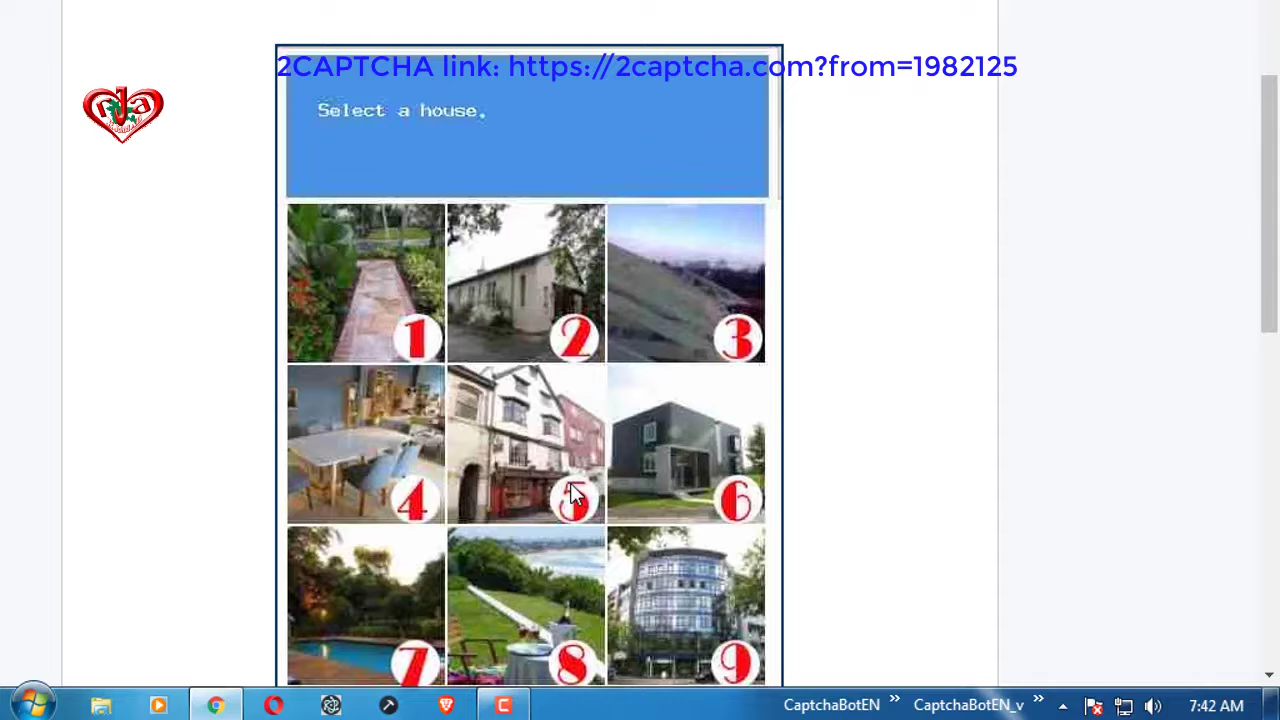 2CAPTCHA link: https://2captcha.com?from=1982125
Select a house.
1
2
3
4
5
6
7
8
9
CaptchaBotEN
CaptchaBotEN_v
7:42 AM